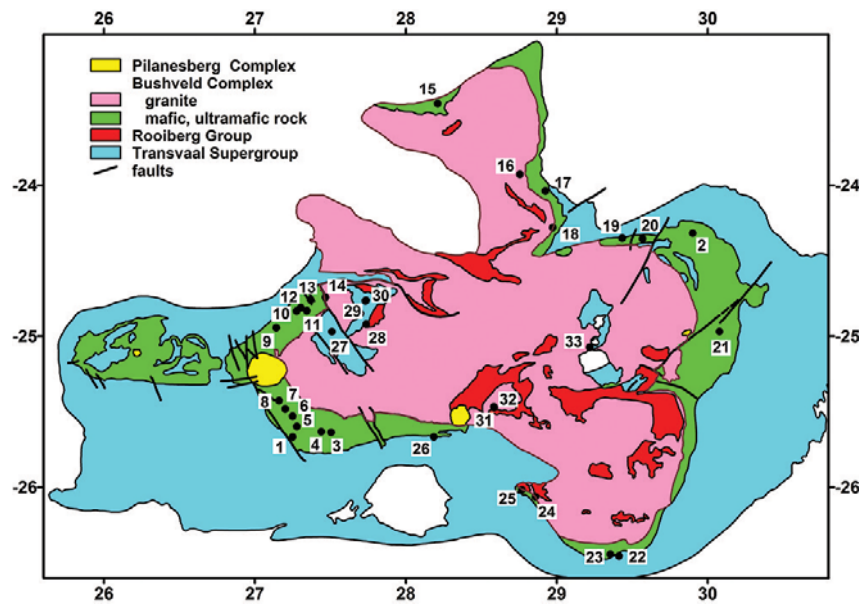 26 27 28 29 30
Pilanesberg Complex
Bushveld Complex
granite
mafic, ultramafic rock
Rooiberg Group
Transvaal Supergroup
faults
15
16
17
-24 -24
18
19 20
2
12 13 14
30
10
29
11
9
28
27
-25 -25
33
21
8 7
6
32
5
31
1 4 3
26
-26 -26
25
24
23 22
26 27 28 29 30